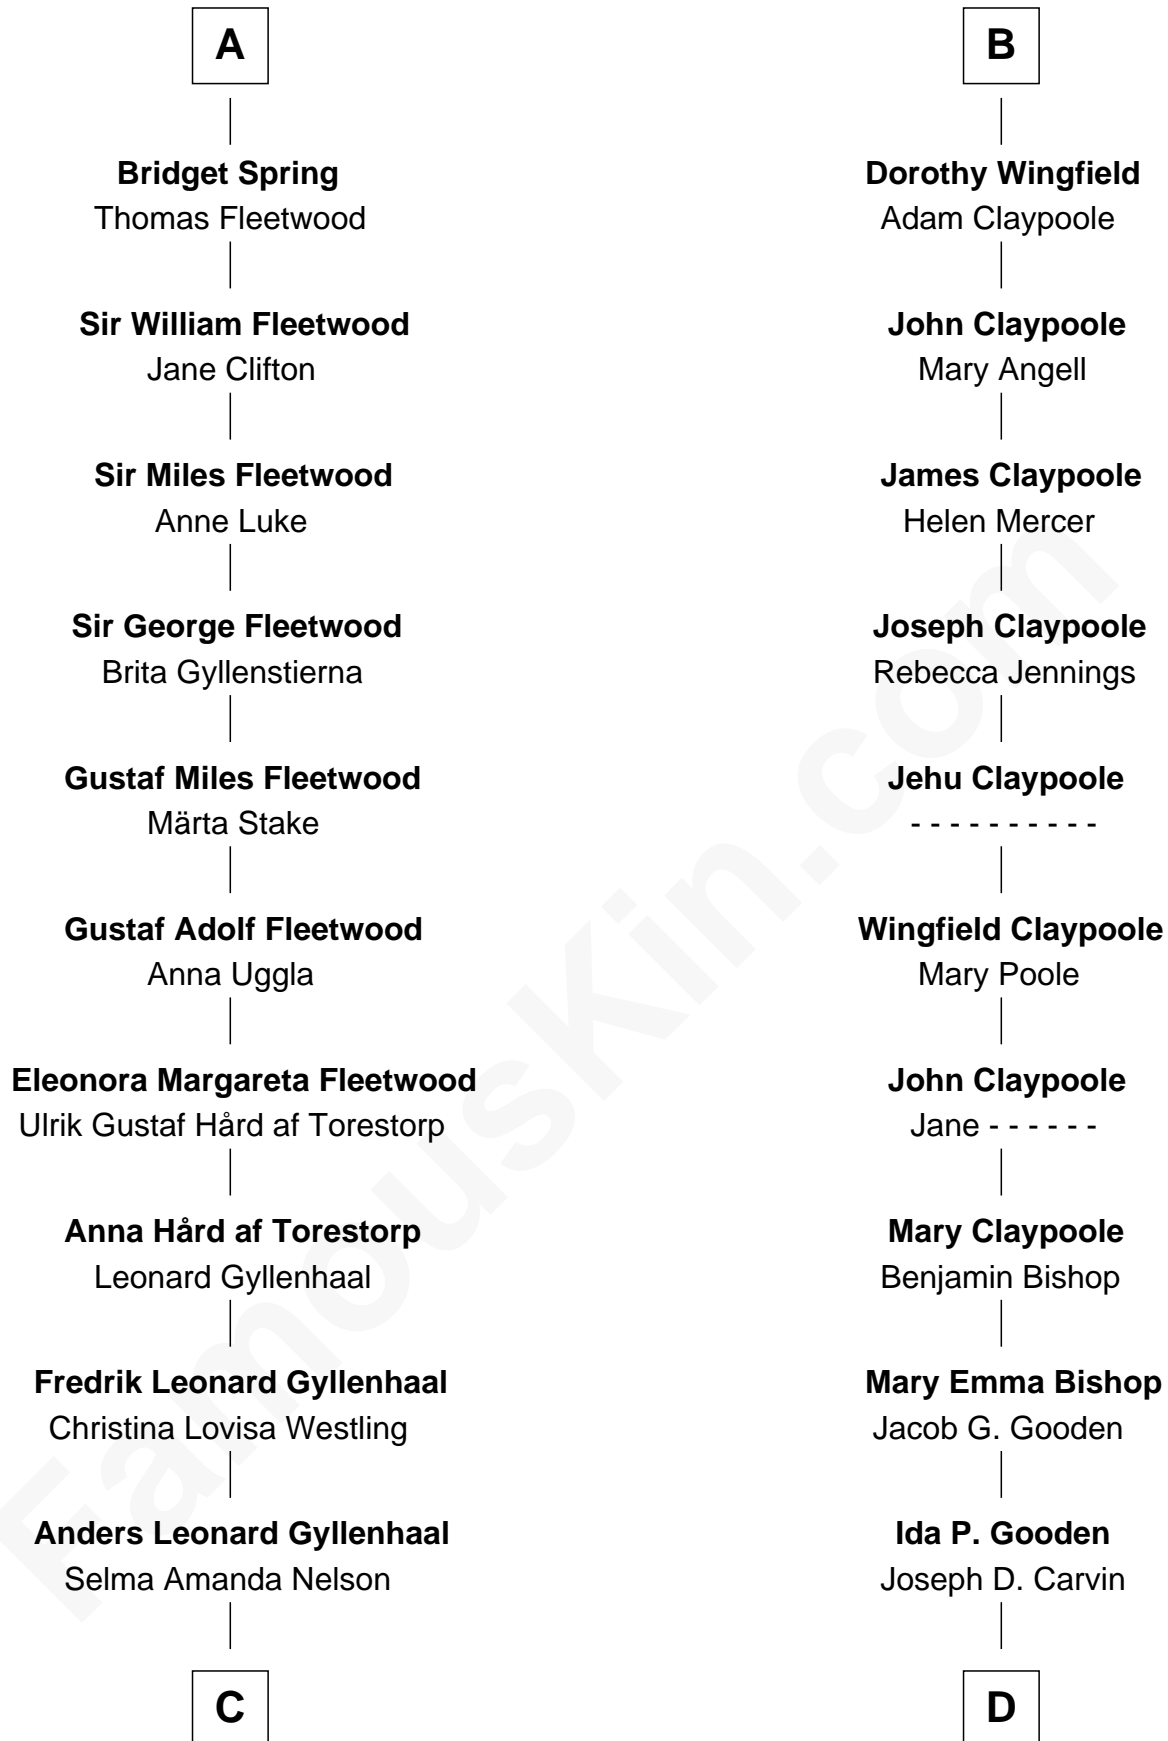 A
Bridget Spring
Thomas Fleetwood
Sir William Fleetwood
Jane Clifton
Sir Miles Fleetwood
Anne Luke
Sir George Fleetwood
Brita Gyllenstierna
Gustaf Miles Fleetwood
Märta Stake
Gustaf Adolf Fleetwood
Anna Uggla
Eleonora Margareta Fleetwood
Ulrik Gustaf Hård af Torestorp
Anna Hård af Torestorp
Leonard Gyllenhaal
Fredrik Leonard Gyllenhaal
Christina Lovisa Westling
Anders Leonard Gyllenhaal
Selma Amanda Nelson
C
B
Dorothy Wingfield
Adam Claypoole
John Claypoole
Mary Angell
James Claypoole
Helen Mercer
Joseph Claypoole
Rebecca Jennings
Jehu Claypoole
- - - - - - - - - -
Wingfield Claypoole
Mary Poole
John Claypoole
Jane - - - - - -
Mary Claypoole
Benjamin Bishop
Mary Emma Bishop
Jacob G. Gooden
Ida P. Gooden
Joseph D. Carvin
D
FamousKin.com